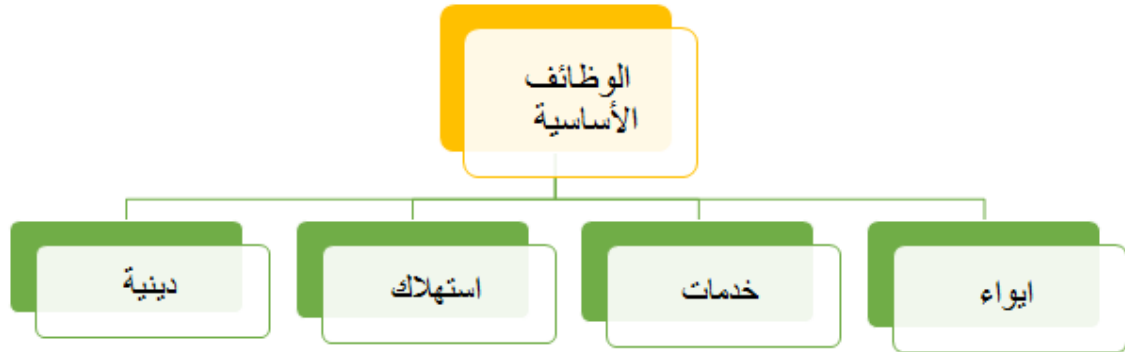 الوظائف
الأساسية
ايواء
خدمات
استهلاك
دينية